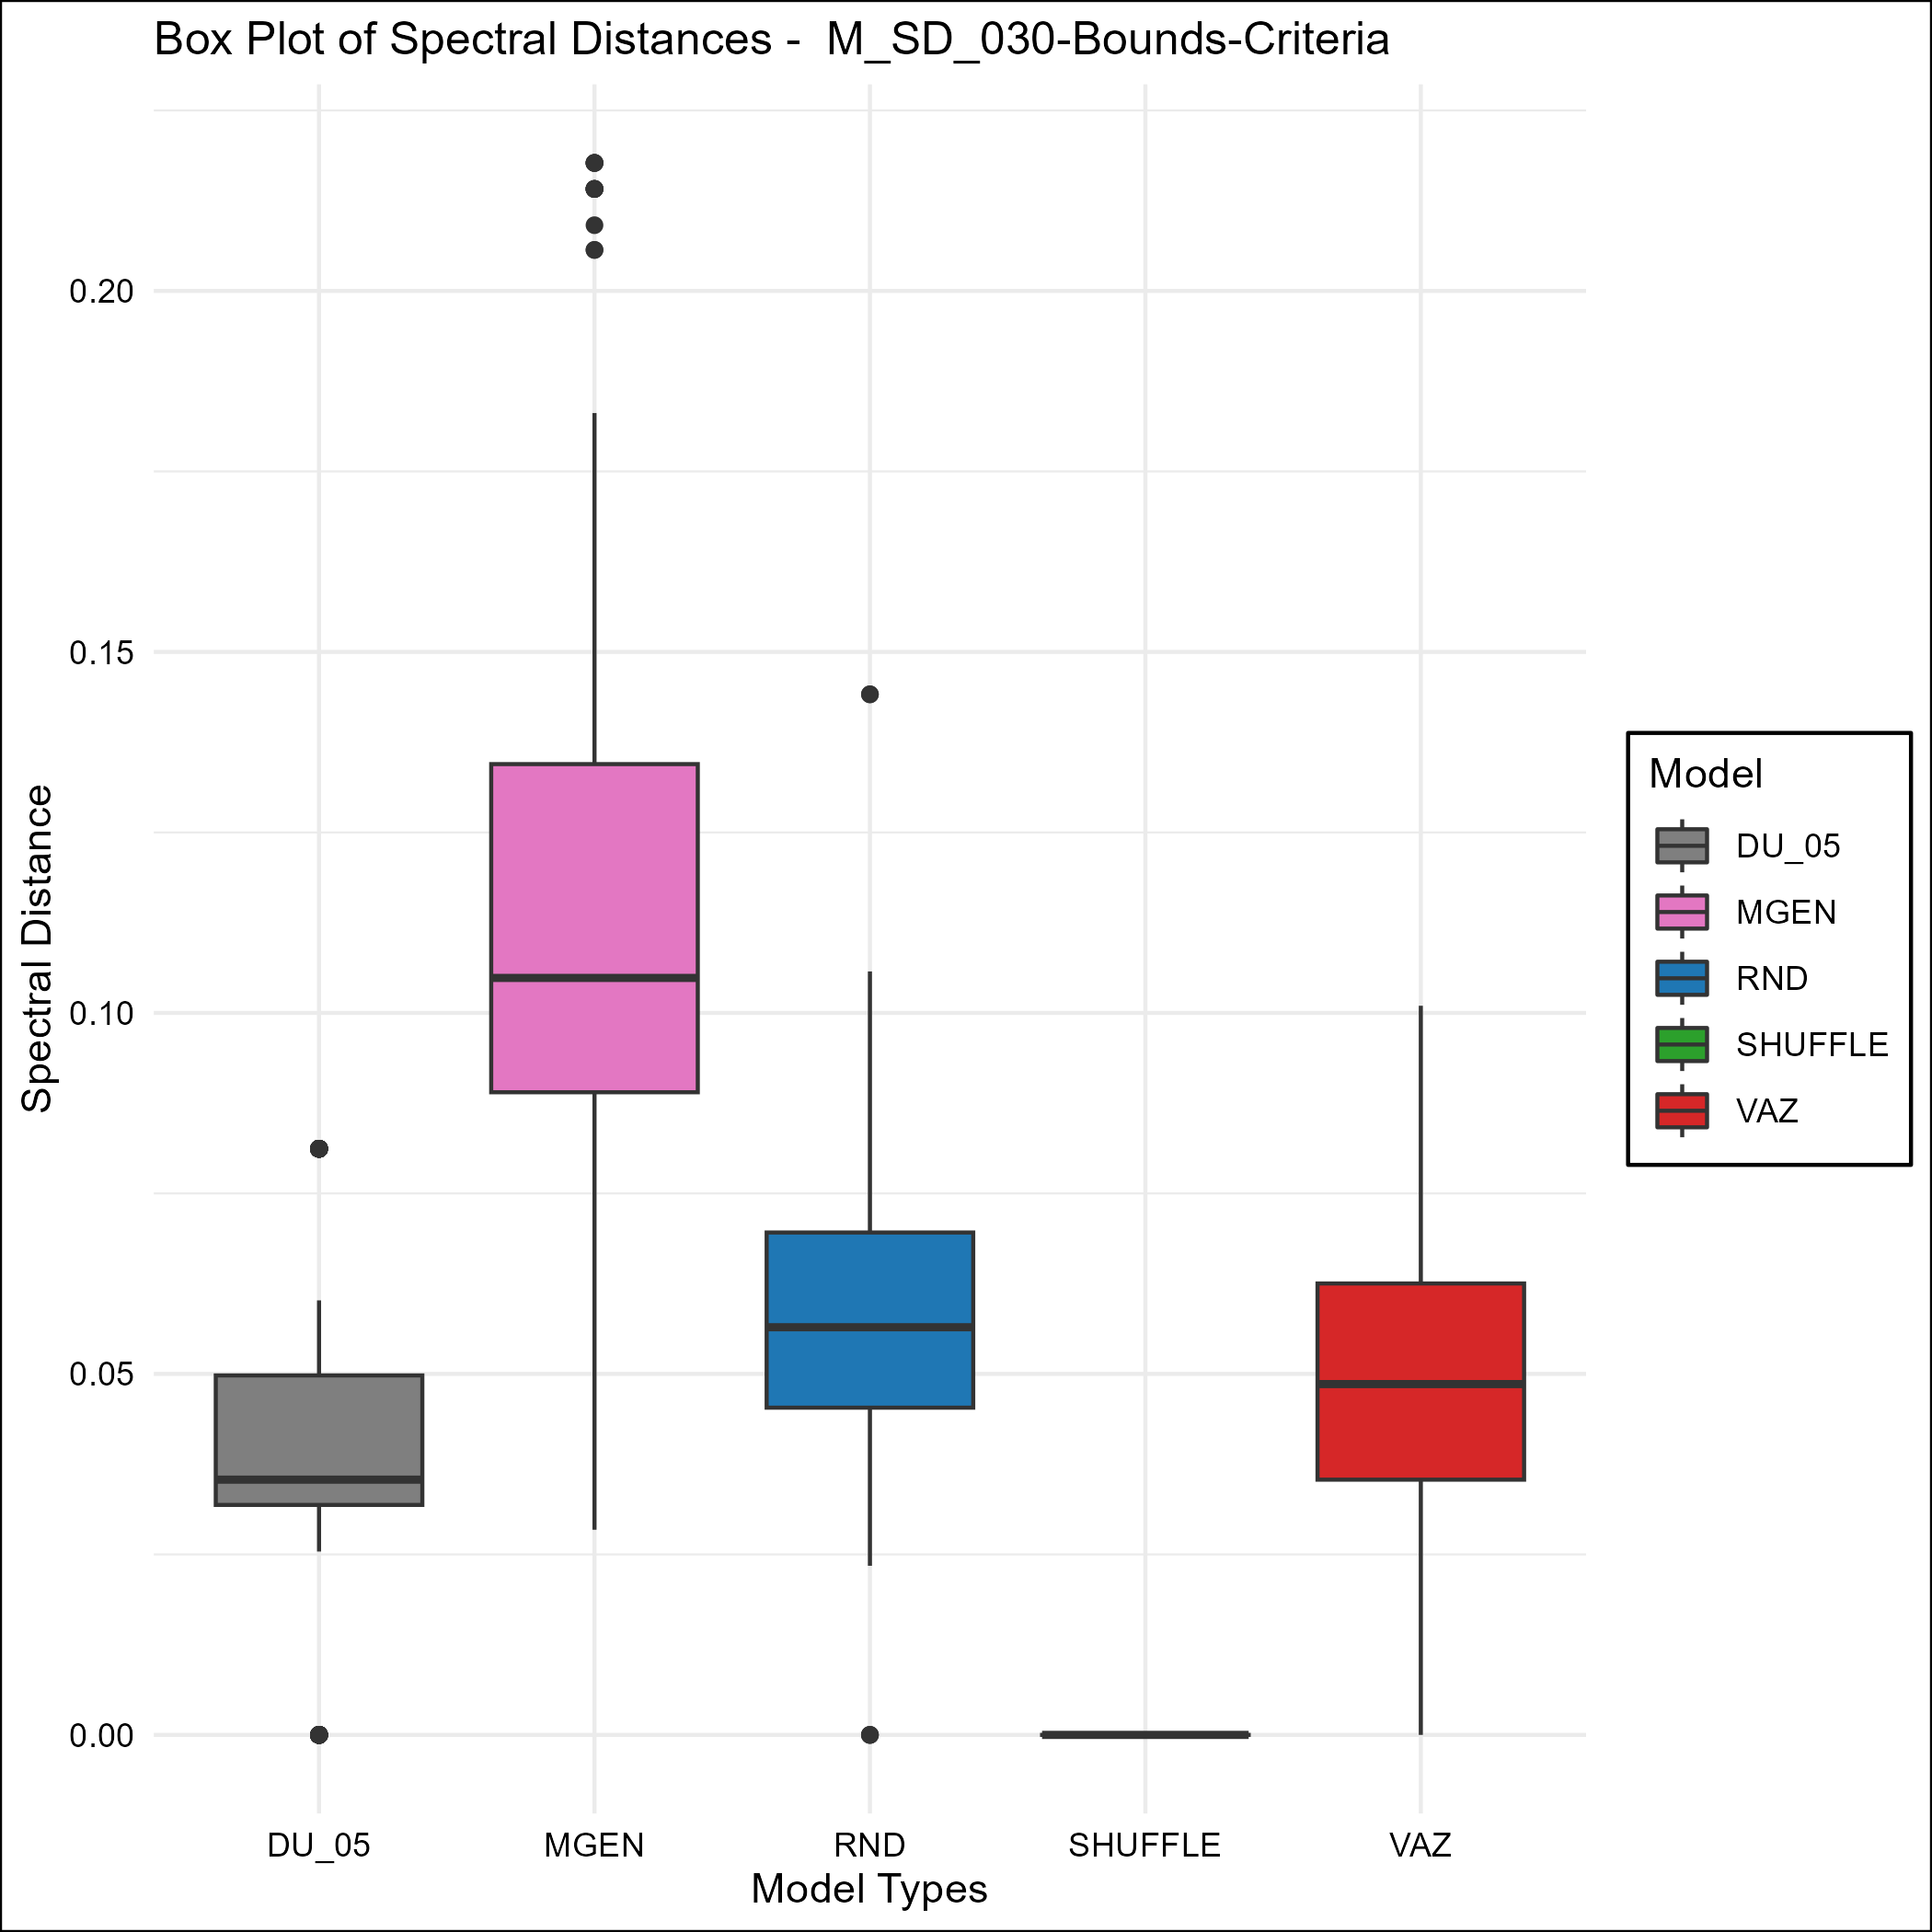 Box Plot of Spectral Distances -  M_SD_030-Bounds-Criteria
Spectral Distance
0.20
0.15
0.10
0.05
0.00
DU_05
MGEN
RND
SHUFFLE
VAZ
Model Types
Model
DU_05
MGEN
RND
SHUFFLE
VAZ